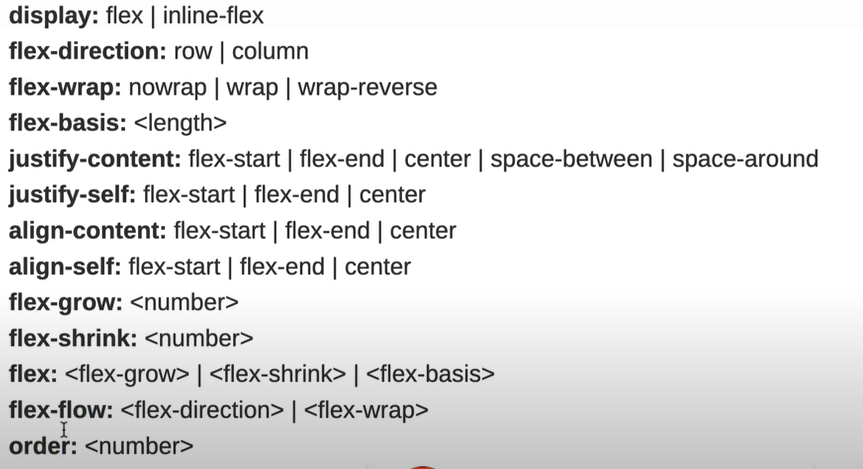 display: flex | inline-flex
flex-direction: row | column
flex-wrap: nowrap | wrap | wrap-reverse
flex-basis: <length>
justify-content: flex-start | flex-end | center | space-between | space-around
justify-self: flex-start | flex-end | center
align-content: flex-start | flex-end | center
align-self: flex-start | flex-end | center
flex-grow: <number>
flex-shrink: <number>
flex: <flex-grow> | <flex-shrink> | <flex-basis>
flex-flow: <flex-direction> | <flex-wrap>
order: <number>